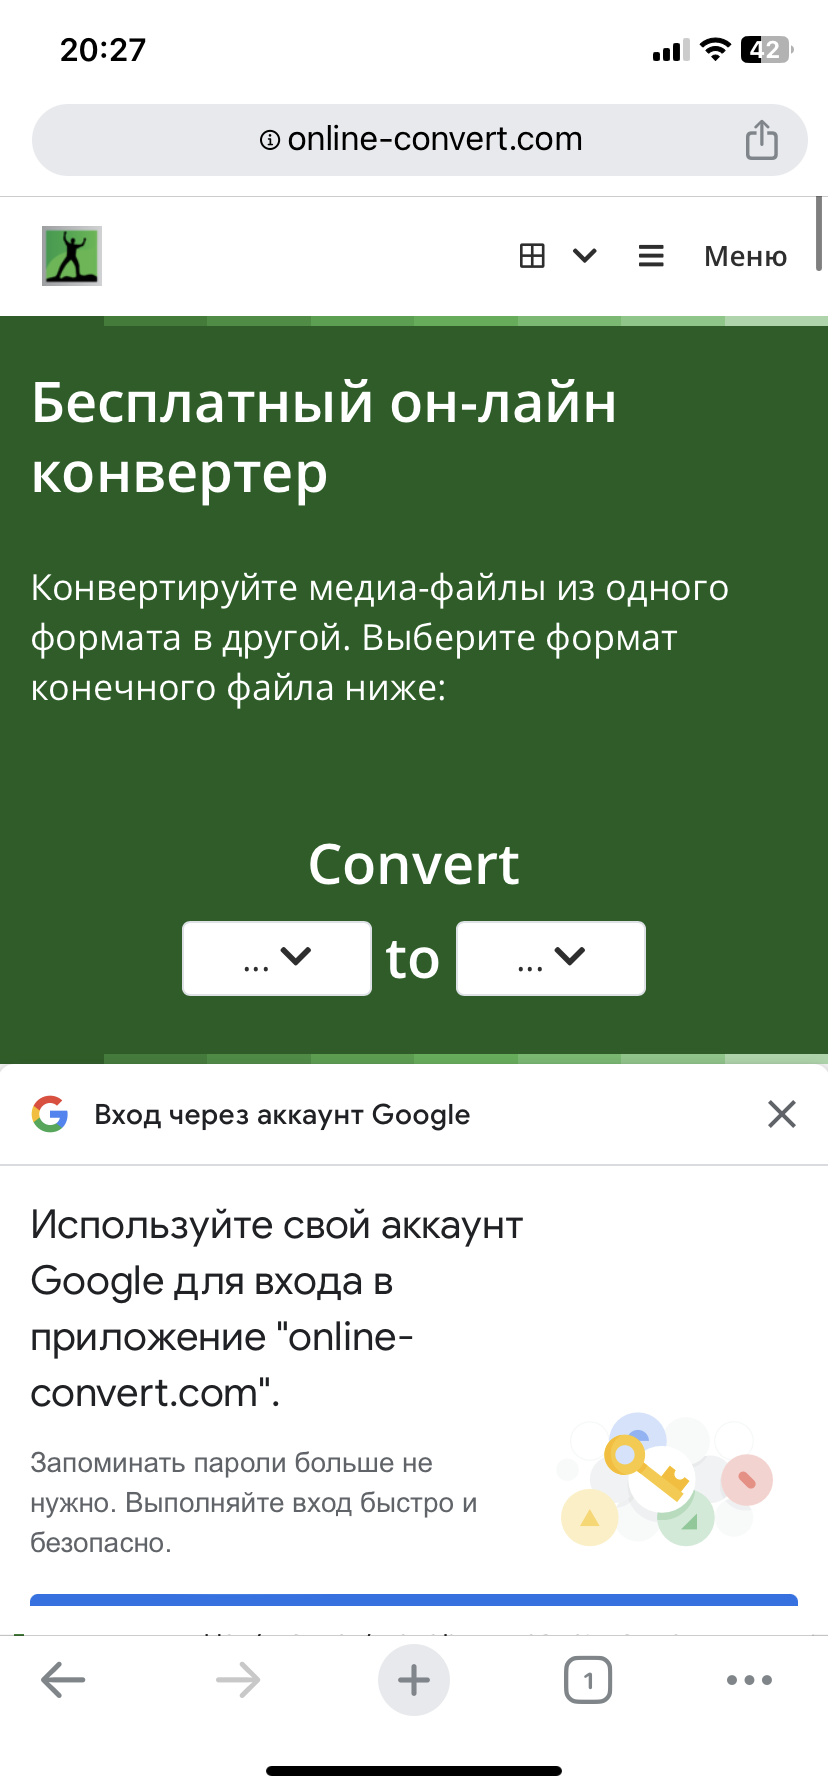 20:27
42
online-convert.com
Меню
Бесплатный он-лайн
конвертер
Конвертируйте медиа-файлы из одного
формата в другой. Выберите формат
конечного файла ниже:
Convert
... to ...
Вход через аккаунт Google
Используйте свой аккаунт
Google для входа в
приложение "online-
convert.com".
Запоминать пароли больше не
нужно. Выполняйте вход быстро и
безопасно.
1